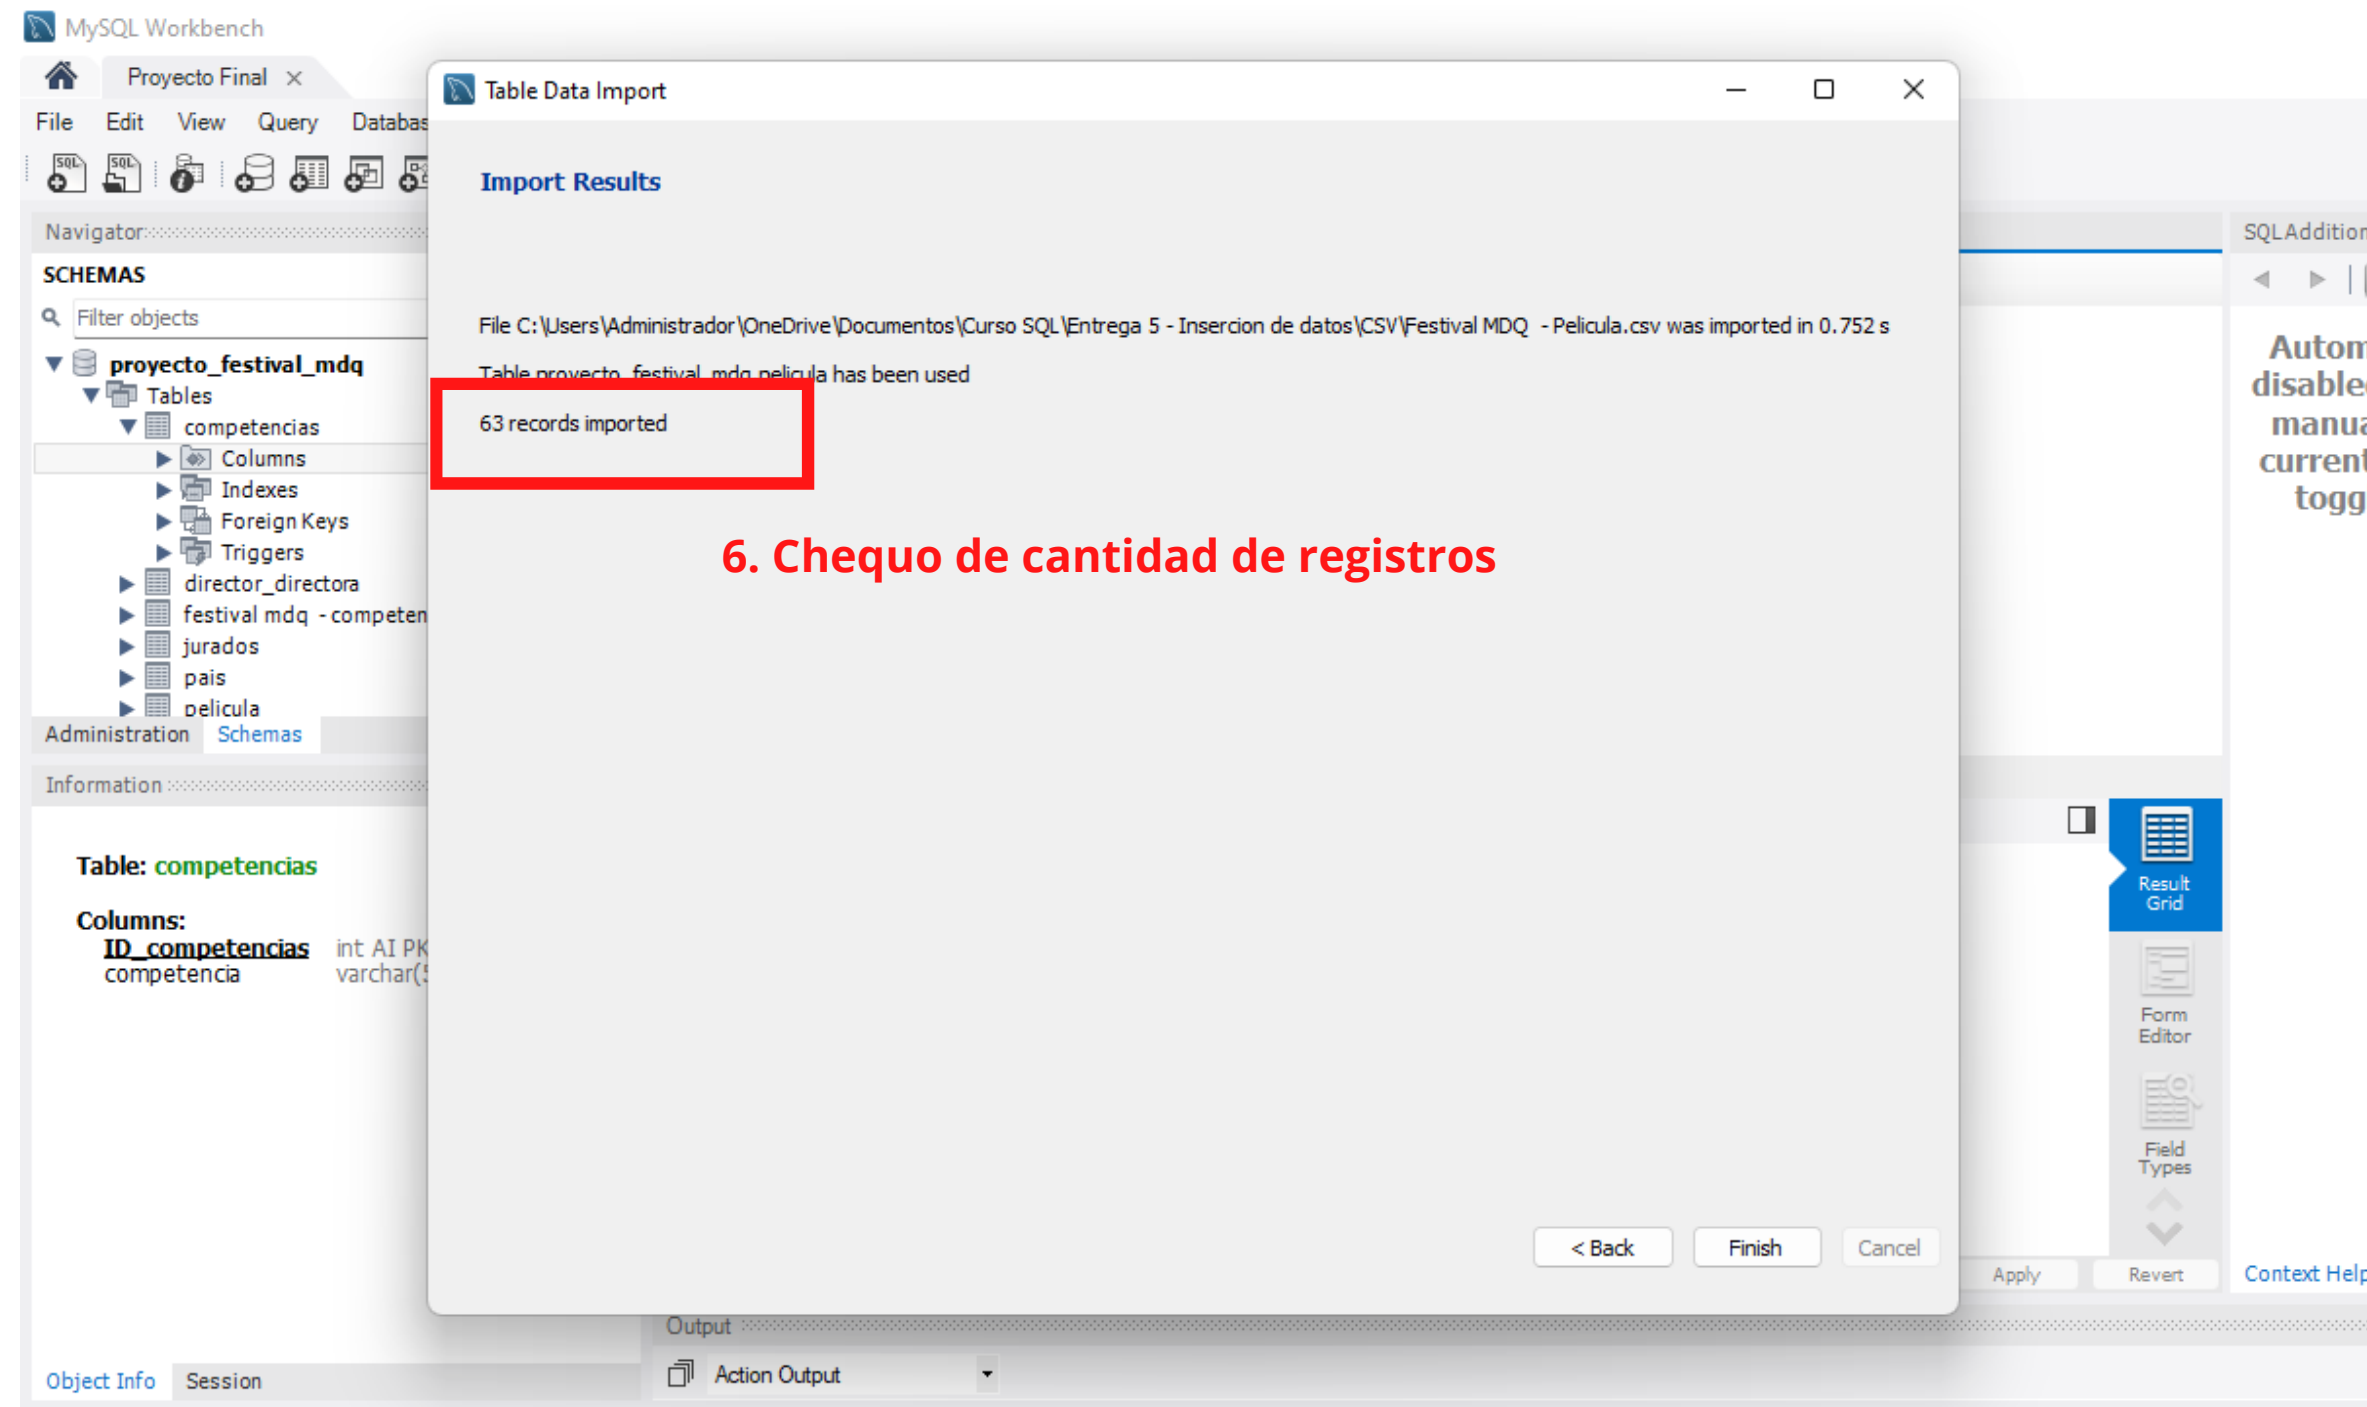 MySQL Workbench
Proyecto Final
File Edit View Query Databas
Navigator
SCHEMAS
Filter objects
proyecto_festival_mdq
Tables
competencias
Columns
Indexes
Foreign Keys
Triggers
director_directora
festival mdq - competen
jurados
pais
pelicula
Administration Schemas
Information
Table: competencias
Columns:
ID_competencias int AI PK
competencia varchar(5
Object Info Session
Table Data Import
Import Results
File C:\Users\Administrador\OneDrive\Documentos\Curso SQL\Entrega 5 - Insercion de datos\CSV\Festival MDQ - Pelicula.csv was imported in 0.752 s
Table proyecto_festival_mdq.pelicula has been used
63 records imported
6. Chequo de cantidad de registros
< Back Finish Cancel
SQLAddition
Autom
disable
manua
current
togg
Result
Grid
Form
Editor
Field
Types
Apply Revert
Context Help
Output
Action Output